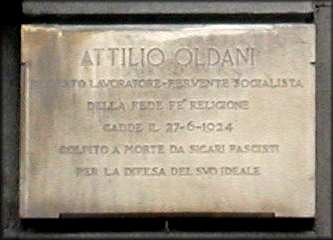 ATTILIO OLDANI
LAVORATORE-FERVENTE SOCIALISTA
DELLA FEDE FE' RELIGIONE
CADDE IL 27-6-1924
COLPITO A MORTE DA SICARI FASCISTI
PER LA DIFESA DEL SUO IDEALE